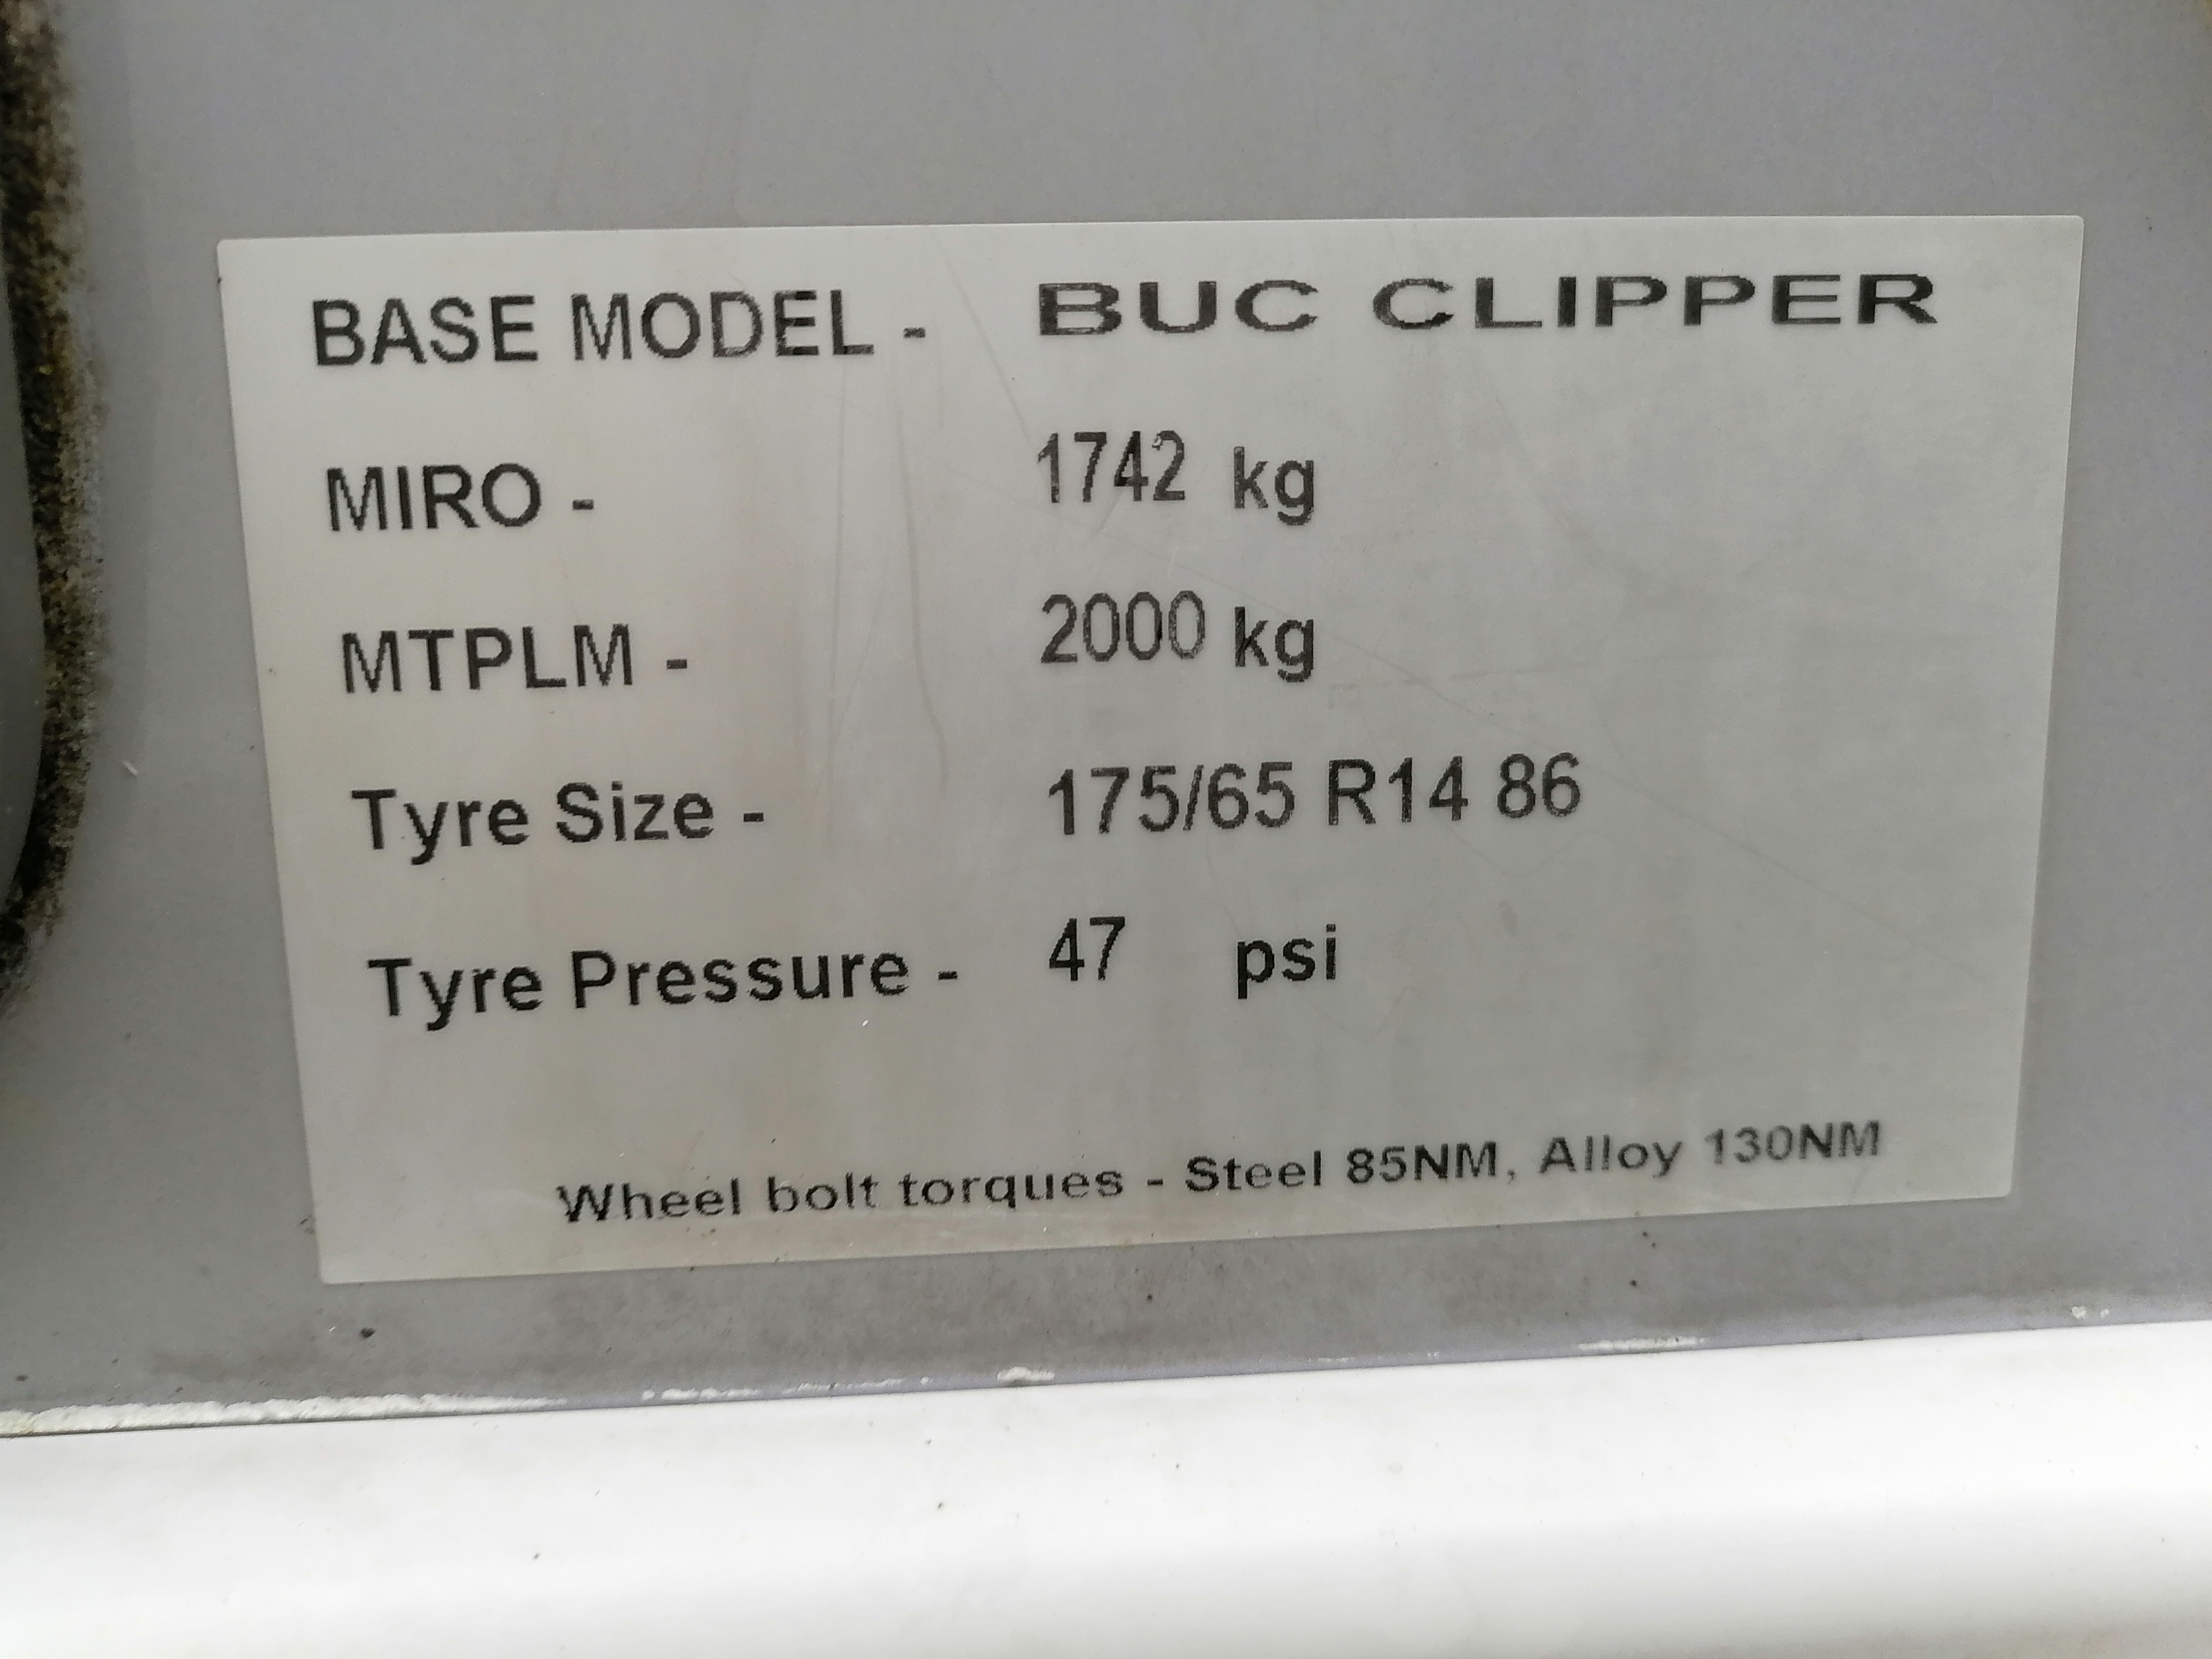 BASE MODEL - BUC CLIPPER
MIRO - 1742 kg
MTPLM - 2000 kg
Tyre Size - 175/65 R14 86
Tyre Pressure - 47 psi
Wheel bolt torques - Steel 85NM, Alloy 130NM